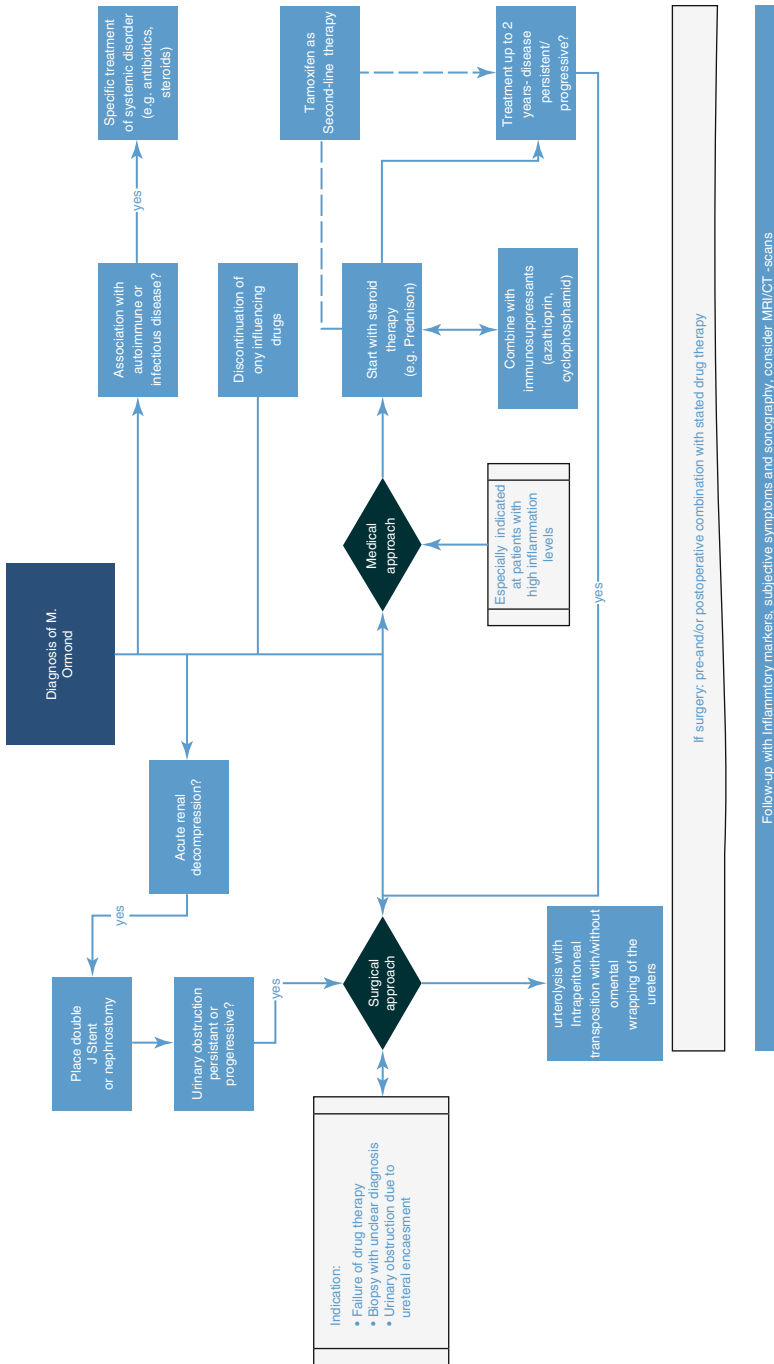 Diagnosis of M.
Ormond
Acute renal
decompression?
yes
Place double
J Stent
or nephrostomy
Urinary obstruction
persistant or
progeressive?
yes
Association with
autoimmune or
infectious disease?
yes
Specific treatment
of systemic disorder
(e.g. antibiotics,
steroids)
Discontinuation of
ony influencing
drugs
Indication:
• Failure of drug therapy
• Biopsy with unclear diagnosis
• Urinary obstruction due to
ureteral encaesment
Surgical
approach
Medical
approach
Start with steroid
therapy
(e.g. Prednison)
Tamoxifen as
Second-line therapy
urterolysis with
Intraperitoneal
transposition with/without
omental
wrapping of the
ureters
Especially indicated
at patients with
high inflammation
levels
Combine with
immunosuppressants
(azathioprin,
cyclophosphamid)
Treatment up to 2
years- disease
persistent/
progressive?
yes
If surgery: pre-and/or postoperative combination with stated drug therapy
Follow-up with Inflammtory markers, subjective symptoms and sonography, consider MRI/CT -scans